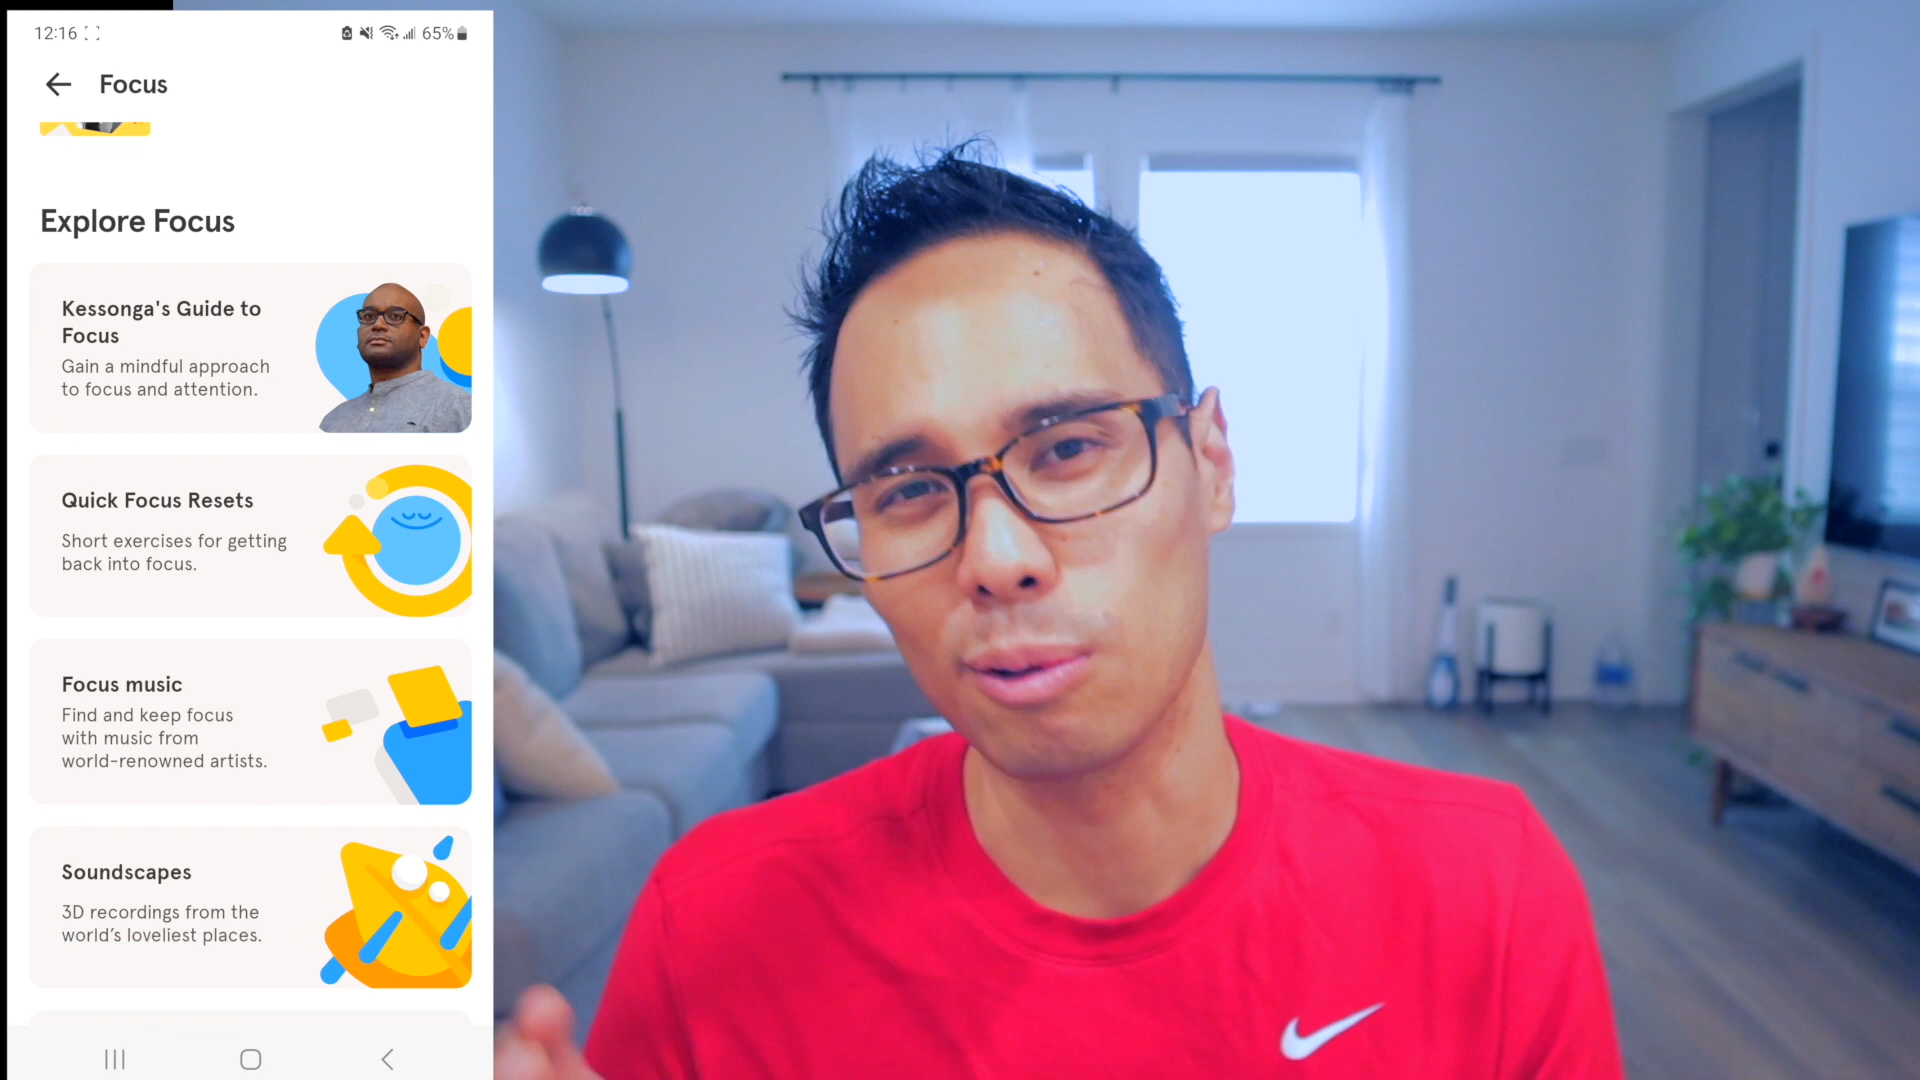 12:16
65%
Focus
Explore Focus
Kessonga's Guide to
Focus
Gain a mindful approach
to focus and attention.
Quick Focus Resets
Short exercises for getting
back into focus.
Focus music
Find and keep focus
with music from
world-renowned artists.
Soundscapes
3D recordings from the
world’s loveliest places.